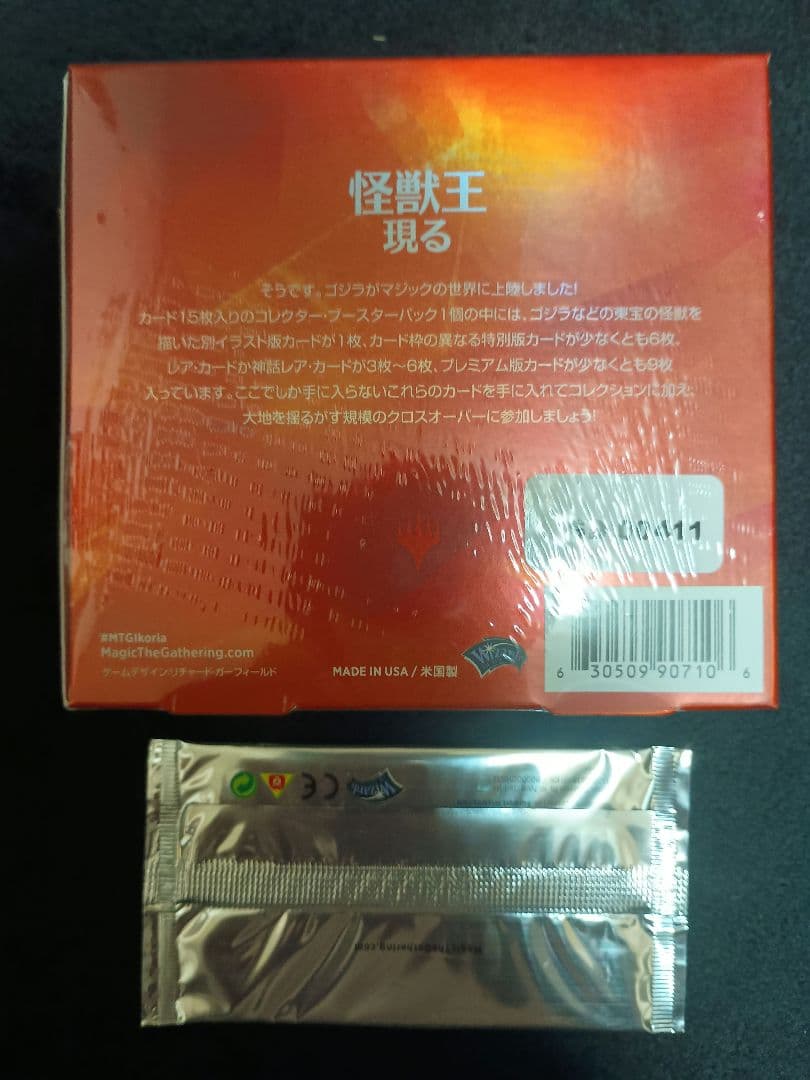 怪獣王
現る
そうです。ゴジラがマジックの世界に上陸しました!
カード15枚入りのコレクター・ブースターパック1個の中には、ゴジラなどの東宝の怪獣を
描いた別イラスト版カードが1枚、カード枠の異なる特別版カードが少なくとも6枚、
レア・カードか神話レア・カードが3枚～6枚、プレミアム版カードが少なくとも9枚
入っています。ここでしか手に入らないこれらのカードを手に入れてコレクションに加え、
大地を揺るがす規模のクロスオーバーに参加しましょう!
00411
#MTGIkoria
MagicTheGathering.com
ゲームデザイン:リチャード・ガーフィールド
MADE IN USA / 米国製
Wizards
6 30509 90710 6
Wizards
CE
MagicTheGathering.com